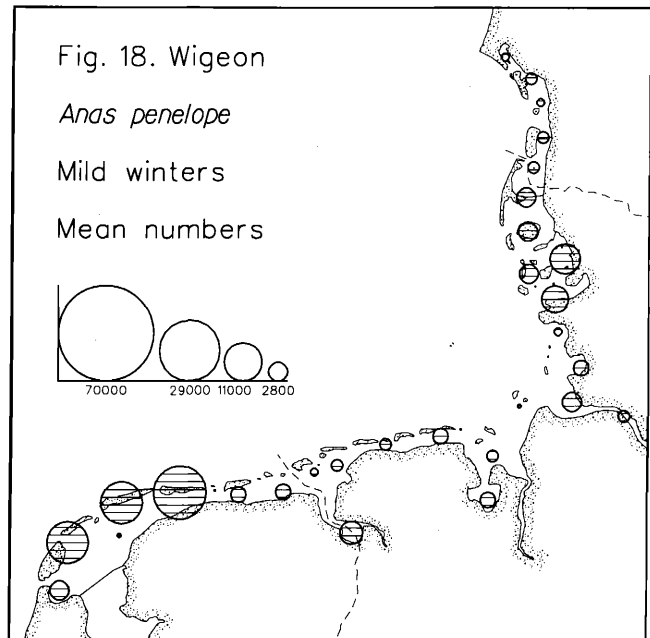 Fig. 18. Wigeon
Anas penelope
Mild winters
Mean numbers
70000 29000 11000 2800